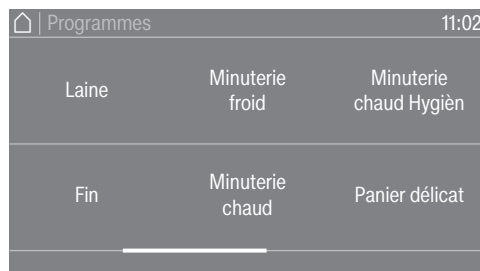 Programmes 11:02
Laine
Minuterie
froid
Minuterie
chaud Hygièn
Fin
Minuterie
chaud
Panier délicat